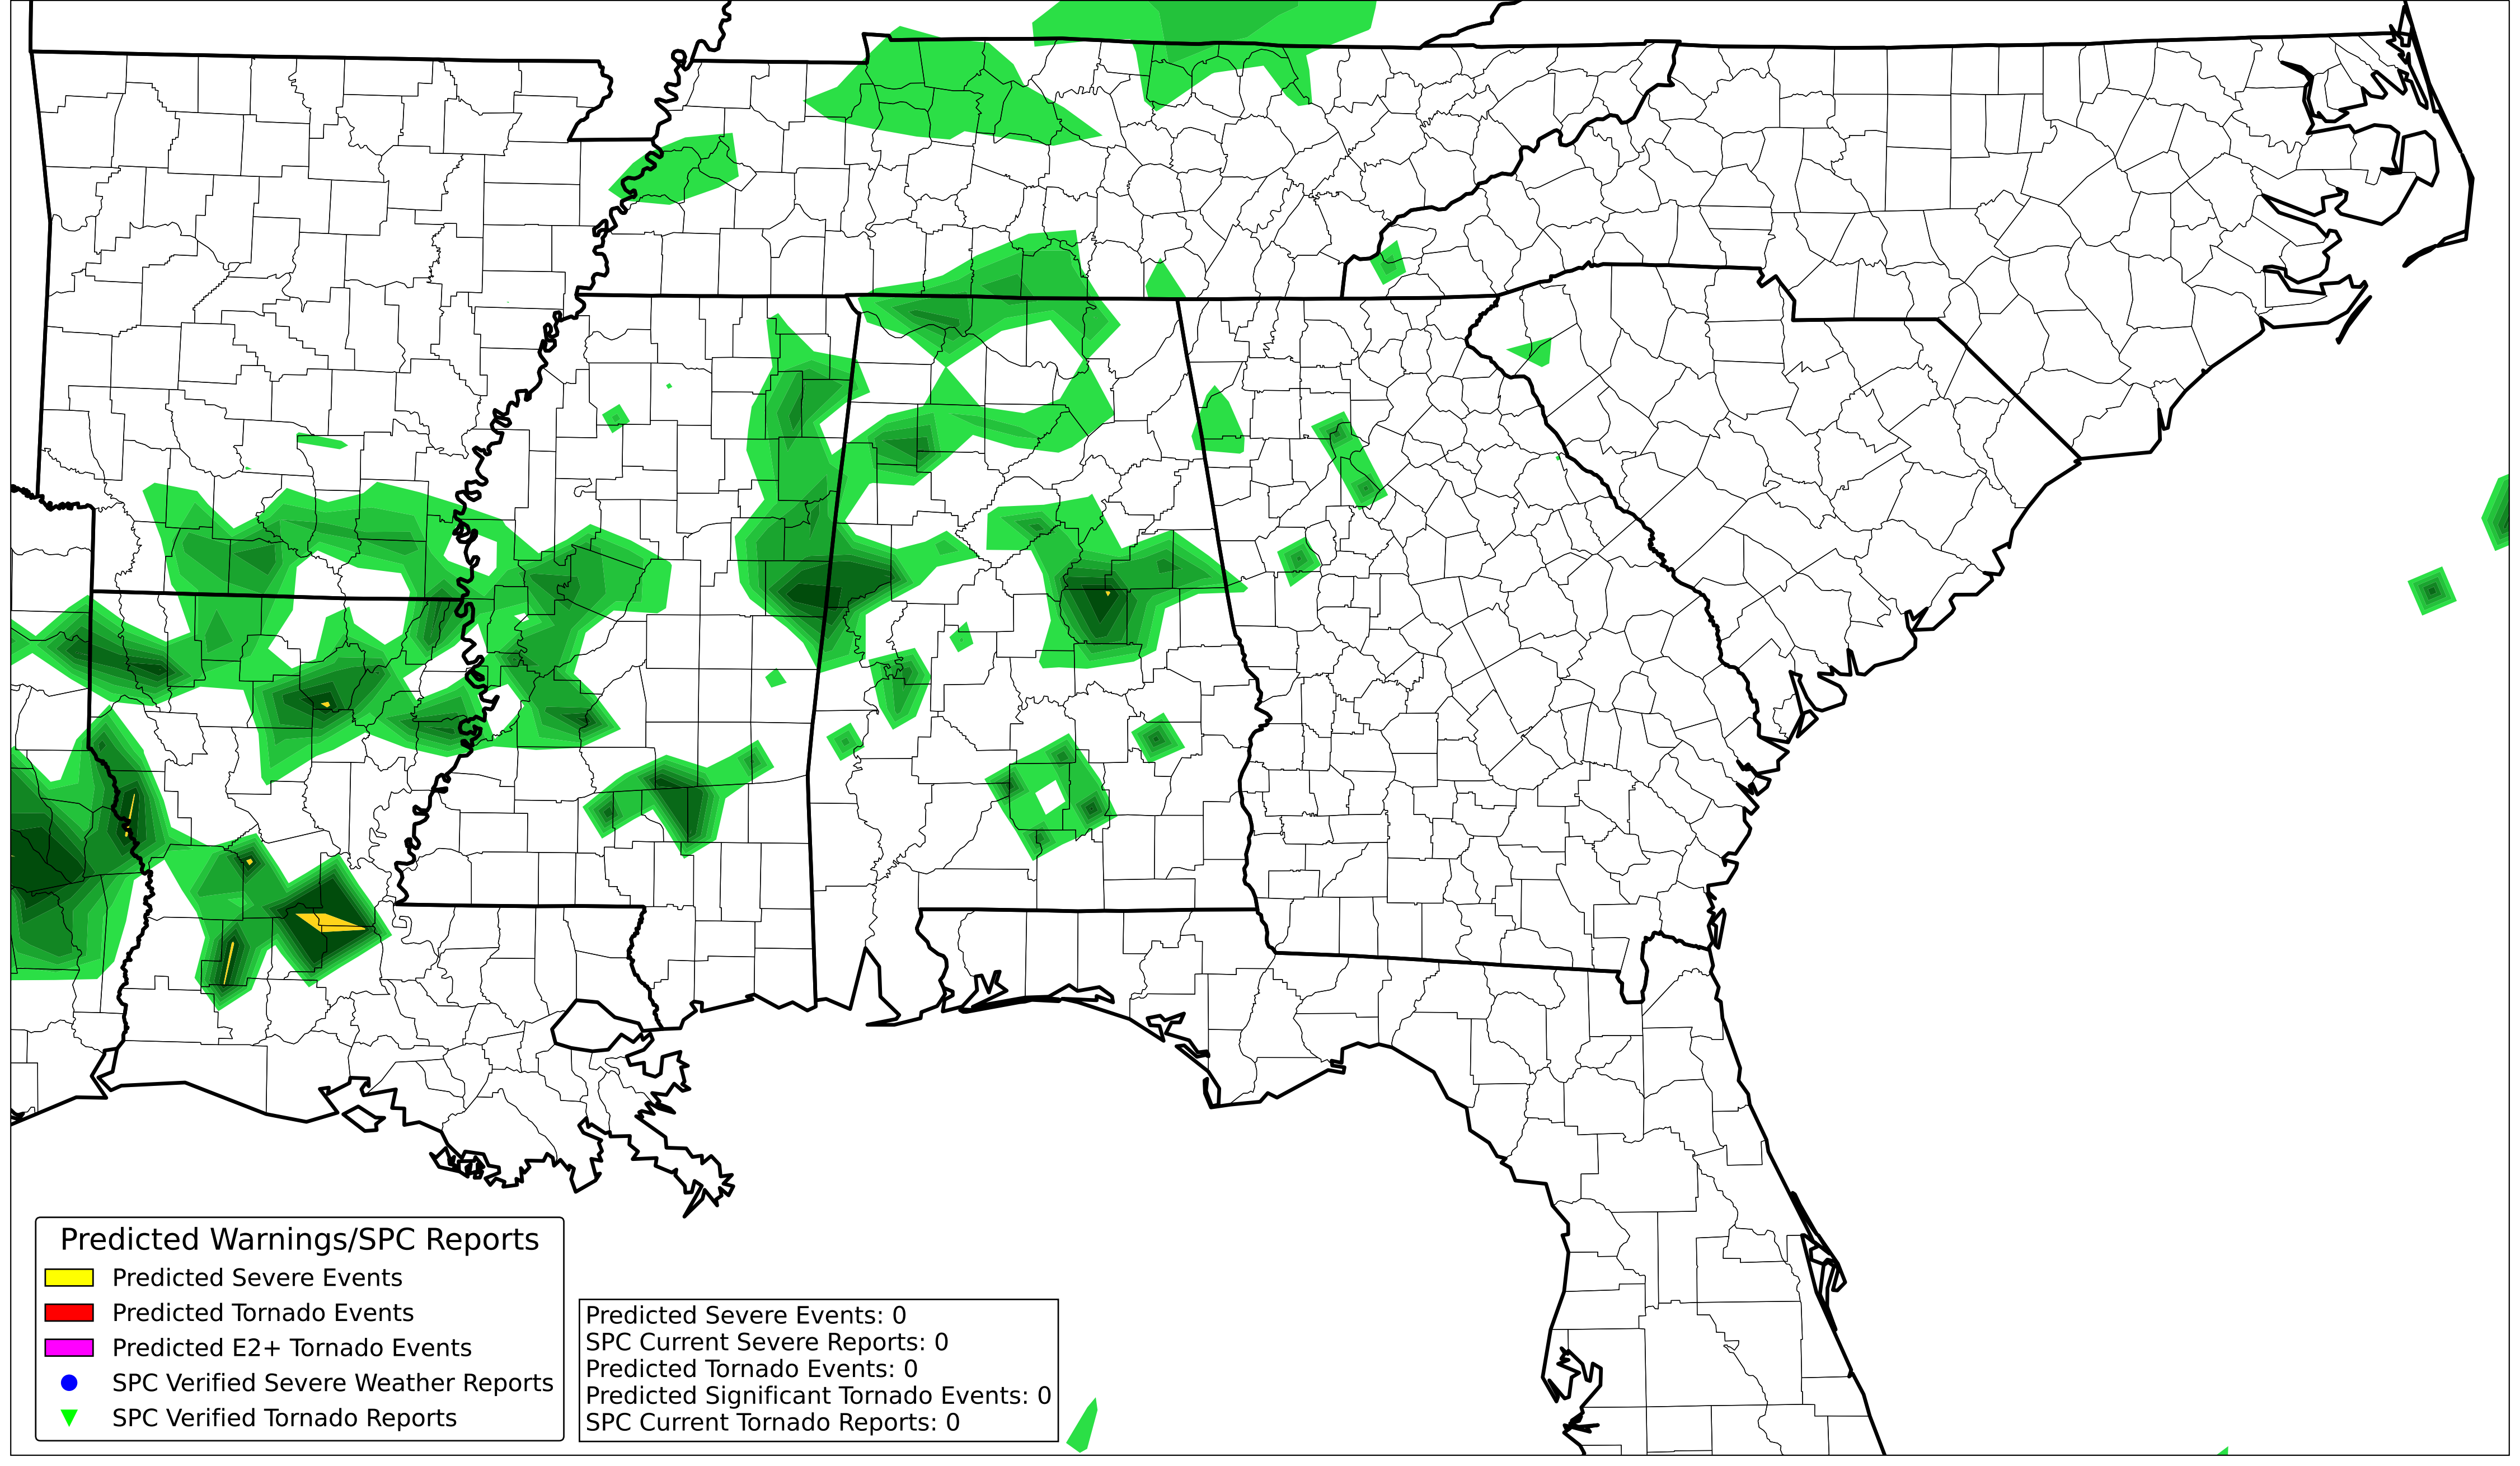 Predicted Warnings/SPC Reports
Predicted Severe Events
Predicted Tornado Events
Predicted E2+ Tornado Events
SPC Verified Severe Weather Reports
SPC Verified Tornado Reports
Predicted Severe Events: 0
SPC Current Severe Reports: 0
Predicted Tornado Events: 0
Predicted Significant Tornado Events: 0
SPC Current Tornado Reports: 0